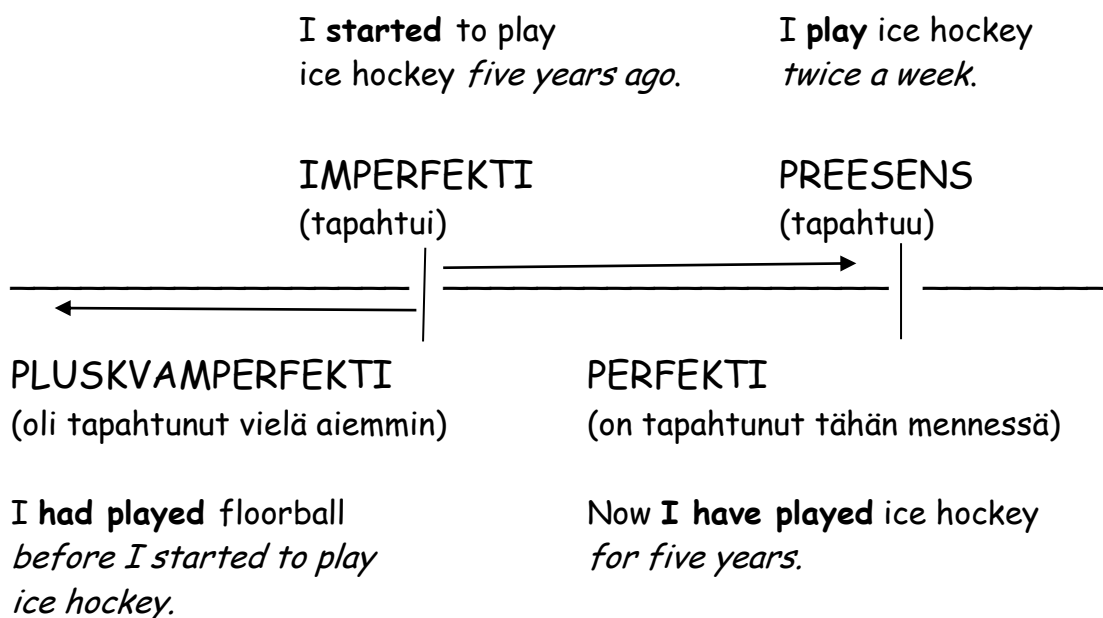 I started to play
ice hockey five years ago.
I play ice hockey
twice a week.
IMPERFEKTI
(tapahtui)
PREESENS
(tapahtuu)
PLUSKVAMPERFEKTI
(oli tapahtunut vielä aiemmin)
PERFEKTI
(on tapahtunut tähän mennessä)
I had played floorball
before I started to play
ice hockey.
Now I have played ice hockey
for five years.